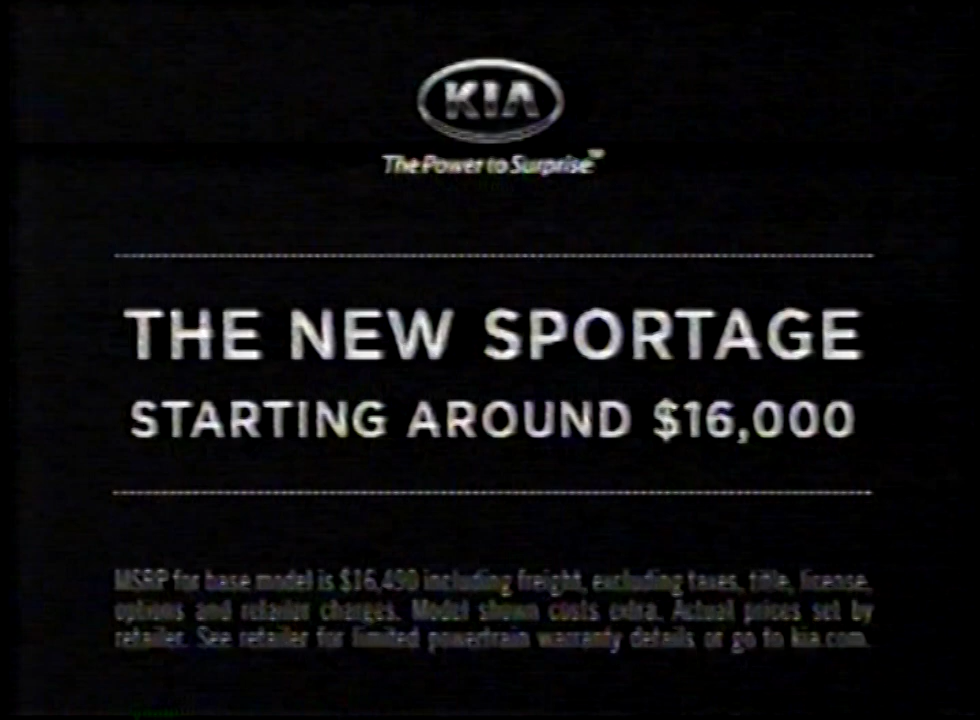 KIA
The Power to Surprise™
THE NEW SPORTAGE
STARTING AROUND $16,000
MSRP for base model is $16,490 including freight, excluding taxes, title, license,
options and retailer charges. Model shown costs extra. Actual prices set by
retailer. See retailer for limited powertrain warranty details or go to kia.com.